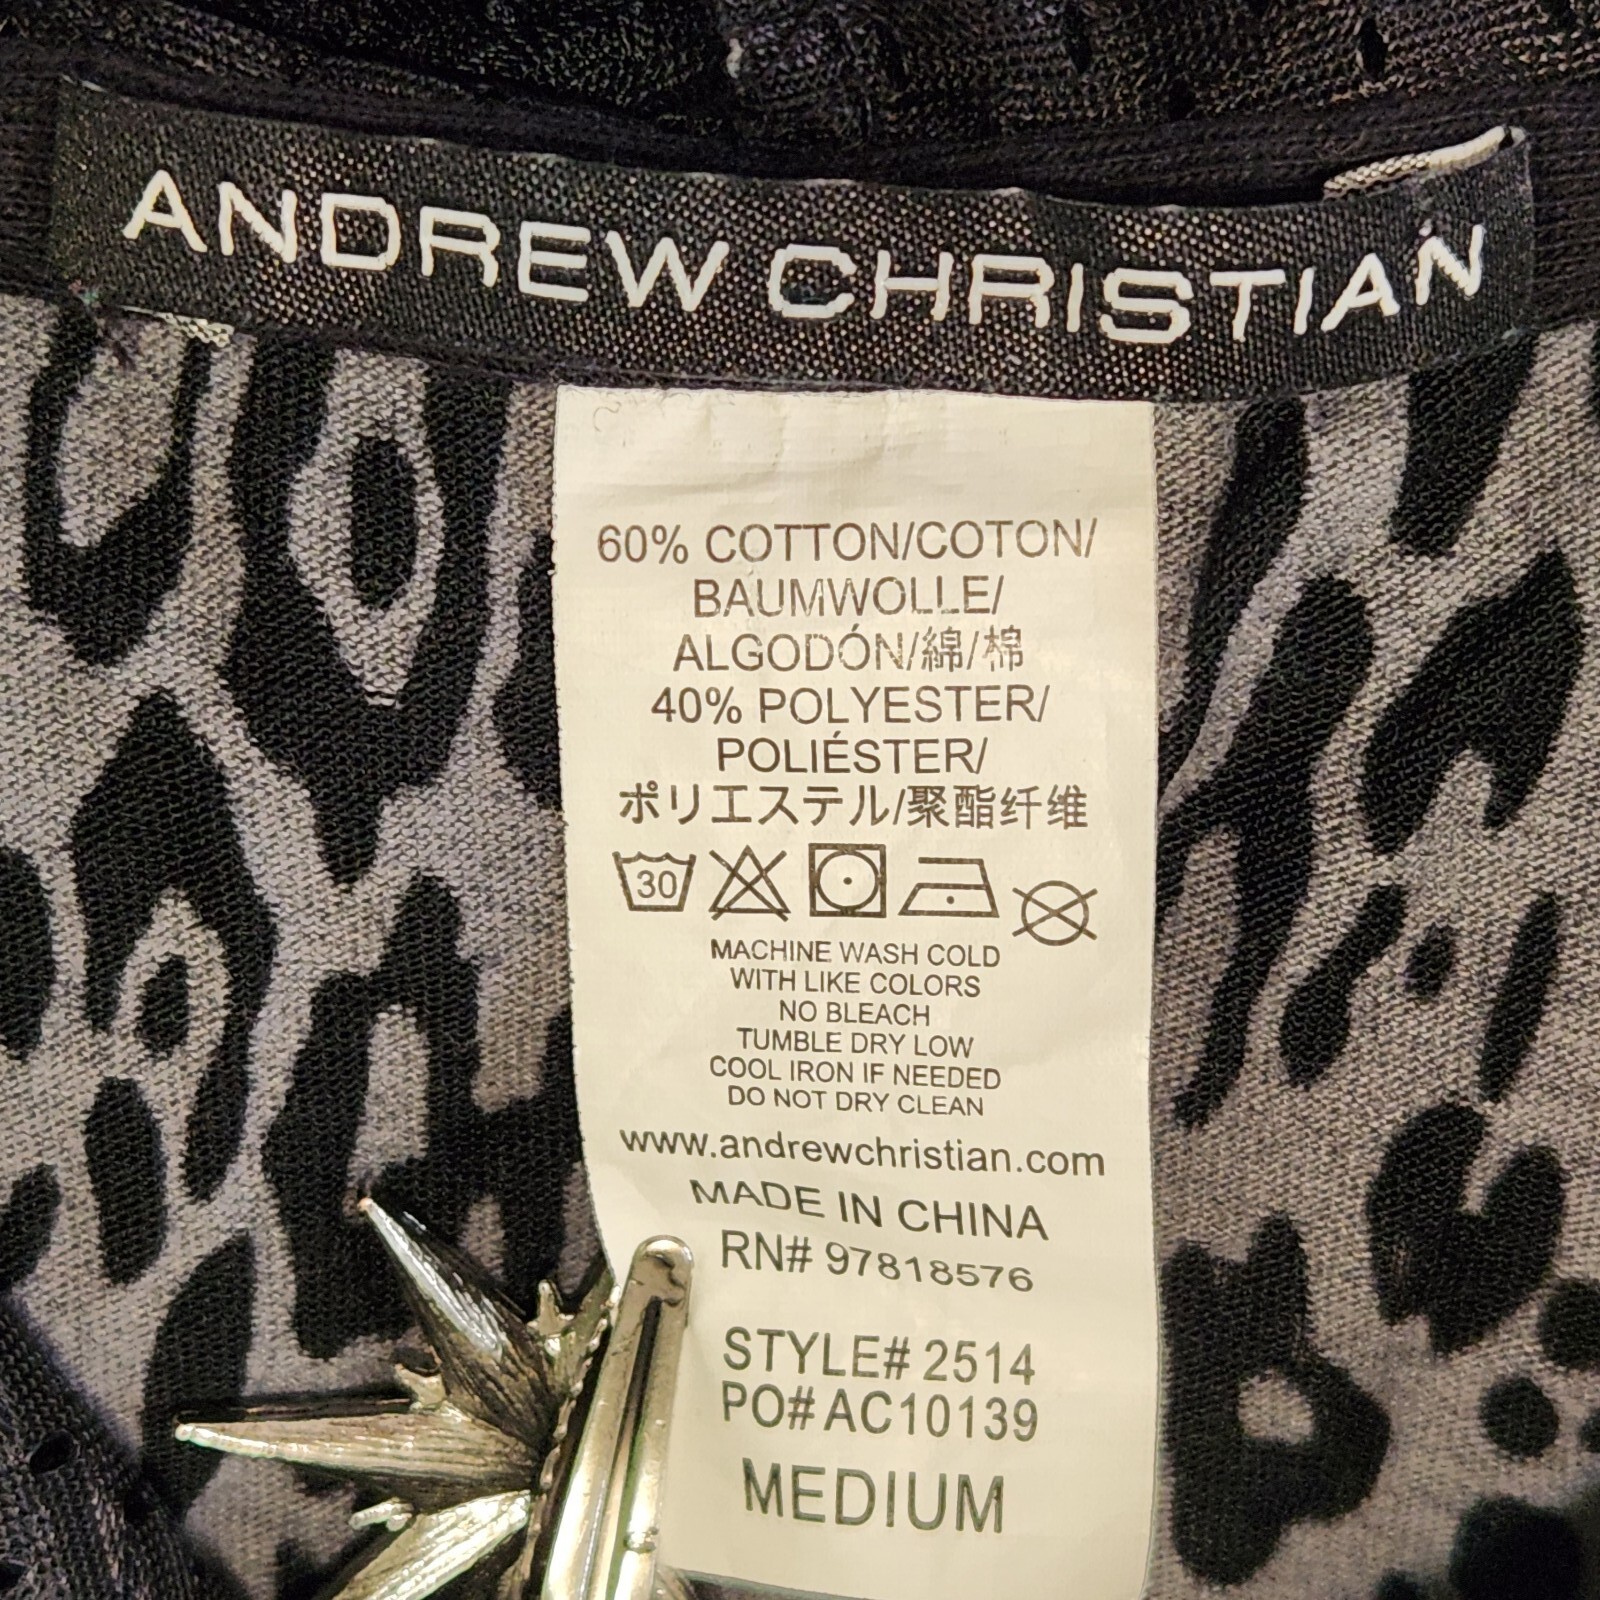 ANDREW CHRISTIAN
60% COTTON/COTON/
BAUMWOLLE/
ALGODÓN/綿/棉
40% POLYESTER/
POLIÉSTER/
ポリエステル/聚酯纤维
30
MACHINE WASH COLD
WITH LIKE COLORS
NO BLEACH
TUMBLE DRY LOW
COOL IRON IF NEEDED
DO NOT DRY CLEAN
www.andrewchristian.com
MADE IN CHINA
RN# 97818576
STYLE# 2514
PO# AC10139
MEDIUM